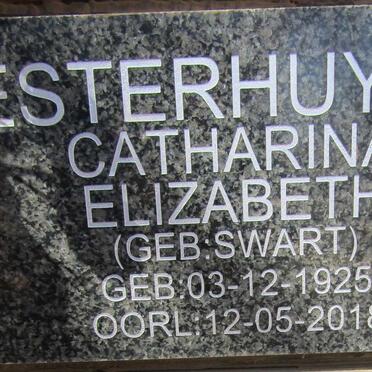 ESTERHUY
CATHARINA
ELIZABETH
(GEB:SWART)
GEB:03-12-1925
OORL:12-05-2018